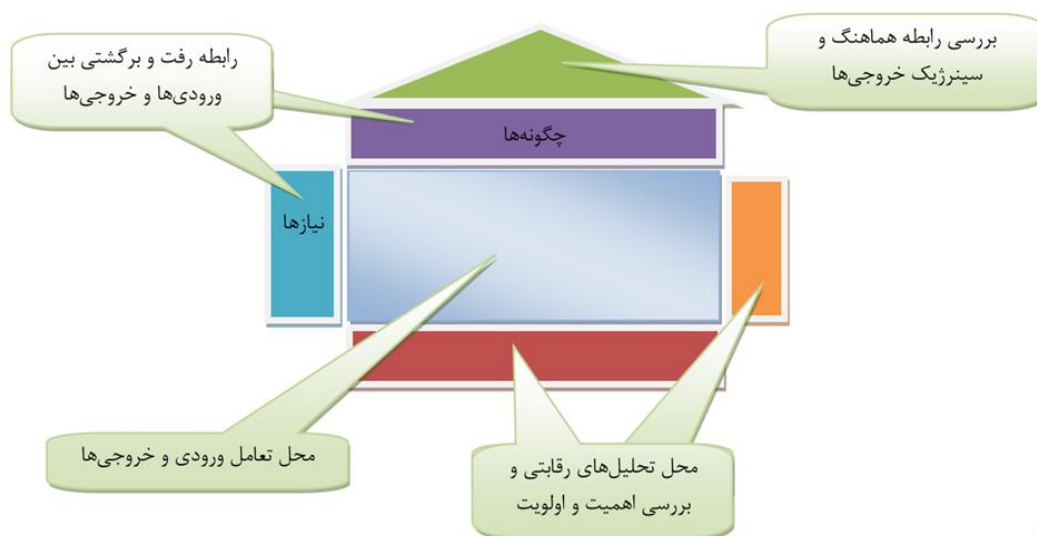 بررسی رابطه هماهنگ و
سینرژیک خروجی‌ها
رابطه رفت و برگشتی بین
ورودی‌ها و خروجی‌ها
چگونه‌ها
نیازها
محل تعامل ورودی و خروجی‌ها
محل تحلیل‌های رقابتی و
بررسی اهمیت و اولویت